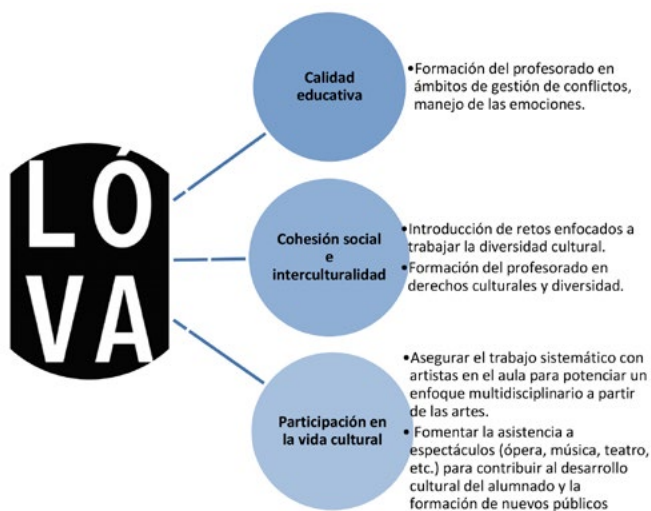 LÓ
VA
Calidad
educativa
•Formación del profesorado en
ámbitos de gestión de conflictos,
manejo de las emociones.
Cohesión social
e
interculturalidad
•Introducción de retos enfocados a
trabajar la diversidad cultural.
•Formación del profesorado en
derechos culturales y diversidad.
Participación en
la vida cultural
•Asegurar el trabajo sistemático con
artistas en el aula para potenciar un
enfoque multidisciplinario a partir
de las artes.
• Fomentar la asistencia a
espectáculos (ópera, música, teatro,
etc.) para contribuir al desarrollo
cultural del alumnado y la
formación de nuevos públicos